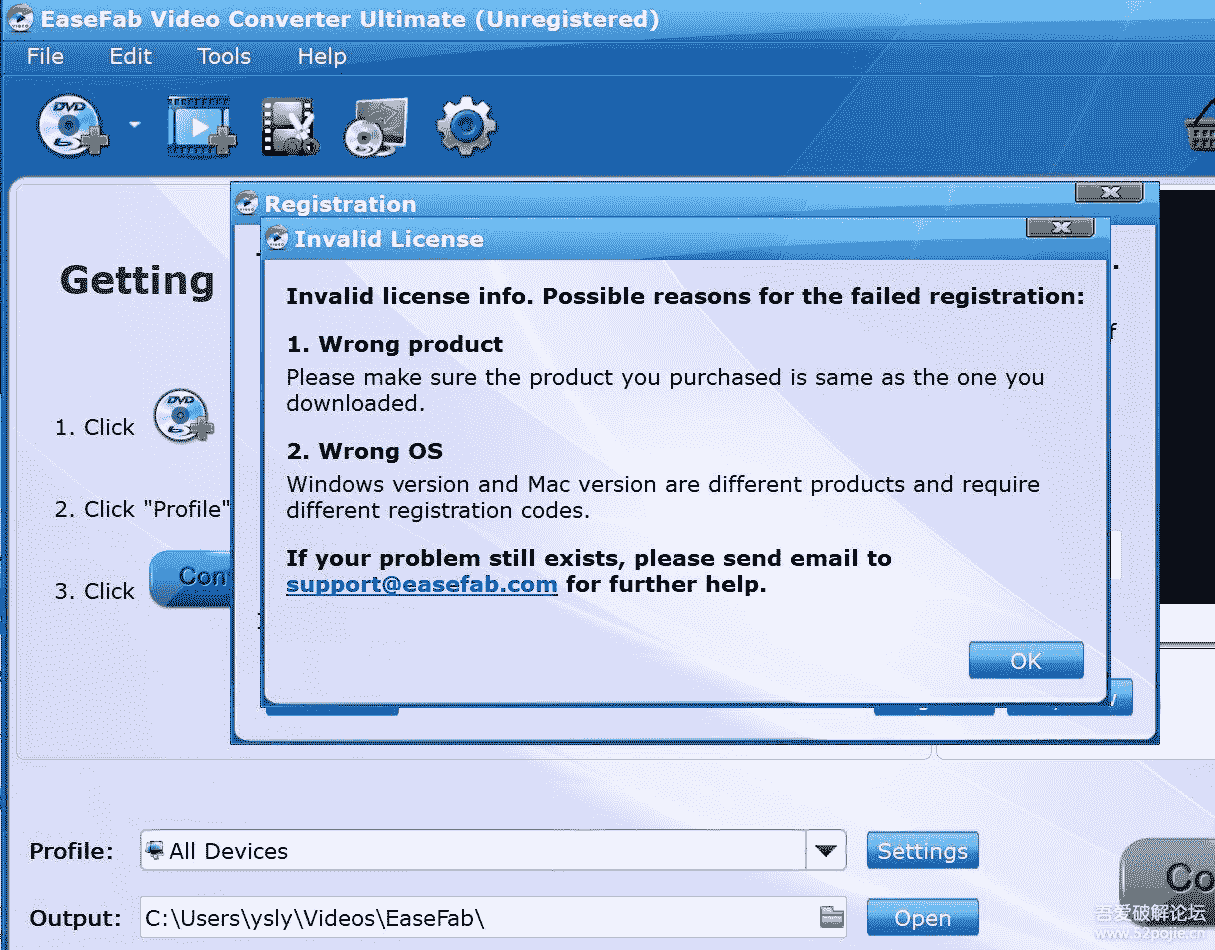 EaseFab Video Converter Ultimate (Unregistered)
File Edit Tools Help
DVD
Registration
Invalid License
Invalid license info. Possible reasons for the failed registration:
1. Wrong product
Please make sure the product you purchased is same as the one you
downloaded.
2. Wrong OS
Windows version and Mac version are different products and require
different registration codes.
If your problem still exists, please send email to
support@easefab.com for further help.
OK
Getting
1. Click
DVD
2. Click "Profile"
3. Click Con
Profile: All Devices Settings
Output: C:\Users\ysly\Videos\EaseFab\ Open
Co
吾爱破解论坛
www.52pojie.cn